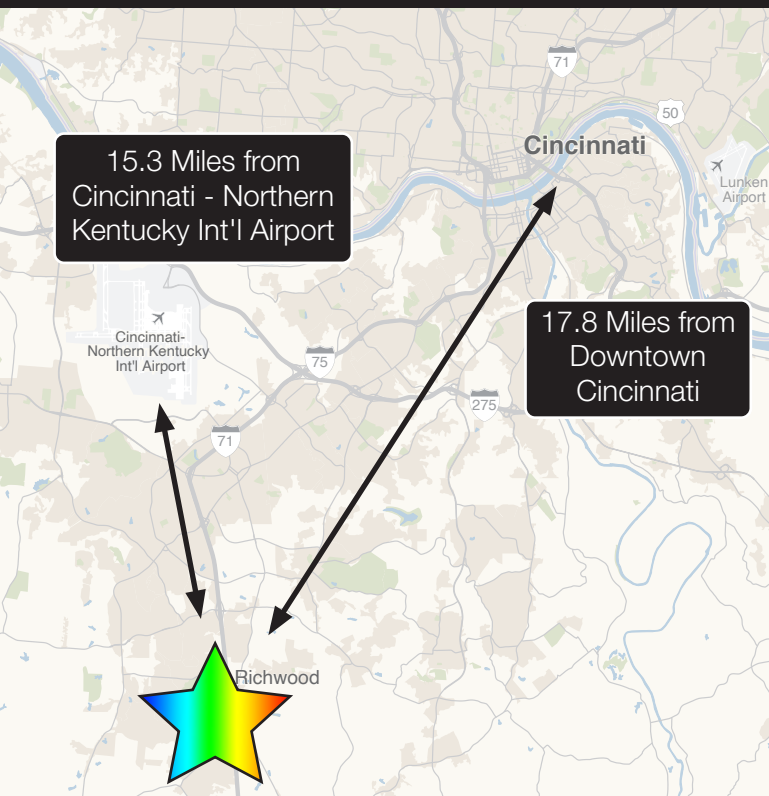 71
50
Cincinnati
Lunken
Airport
15.3 Miles from
Cincinnati - Northern
Kentucky Int'l Airport
Cincinnati-
Northern Kentucky
Int'l Airport
17.8 Miles from
Downtown
Cincinnati
75
275
71
Richwood